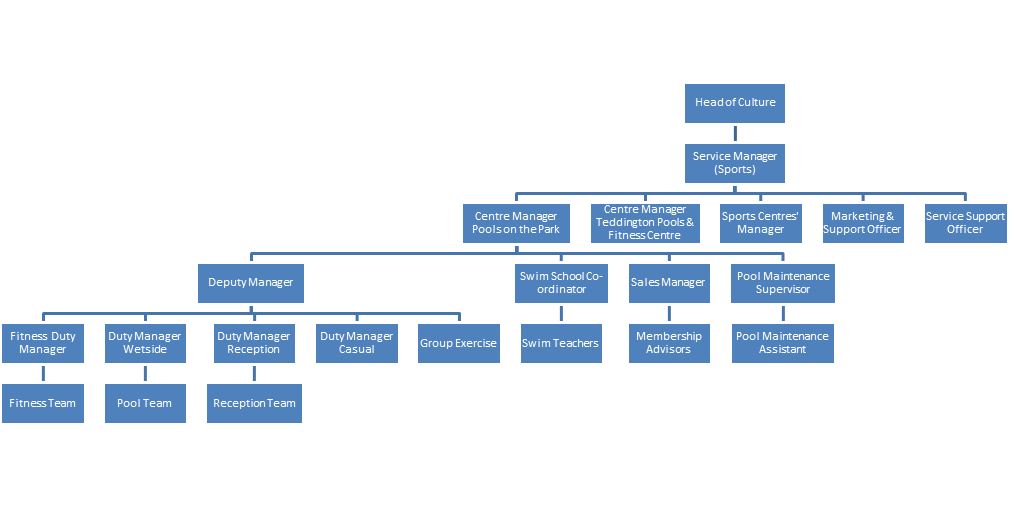 Head of Culture
Service Manager
(Sports)
Centre Manager
Pools on the Park
Centre Manager
Teddington Pools &
Fitness Centre
Sports Centres'
Manager
Marketing &
Support Officer
Service Support
Officer
Deputy Manager
Swim School Co-
ordinator
Sales Manager
Pool Maintenance
Supervisor
Fitness Duty
Manager
Duty Manager
Wetside
Duty Manager
Reception
Duty Manager
Casual
Group Exercise
Swim Teachers
Membership
Advisors
Pool Maintenance
Assistant
Fitness Team
Pool Team
Reception Team